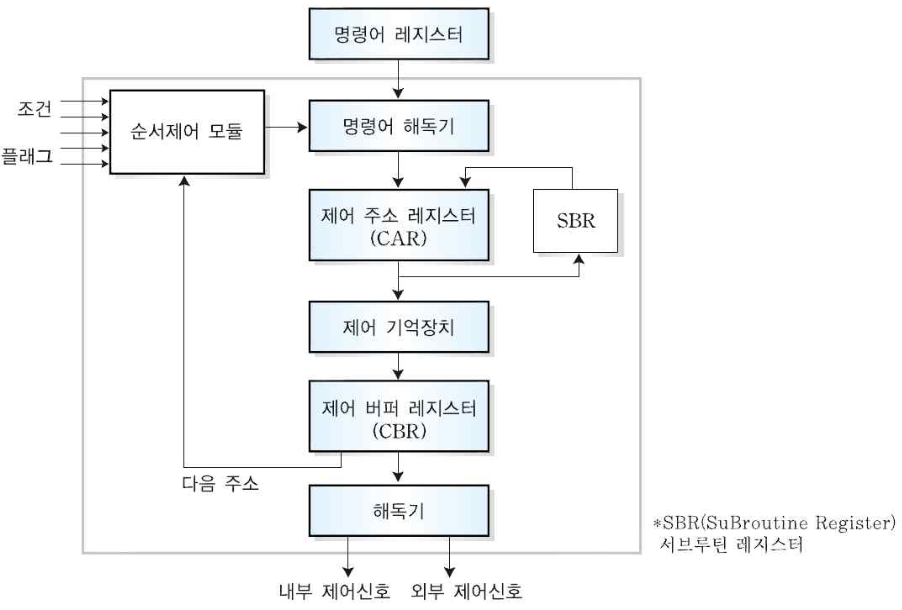 명령어 레지스터
조건
플래그
순서제어 모듈
명령어 해독기
제어 주소 레지스터
(CAR)
SBR
제어 기억장치
제어 버퍼 레지스터
(CBR)
다음 주소
해독기
*SBR(SuBroutine Register)
서브루틴 레지스터
내부 제어신호
외부 제어신호